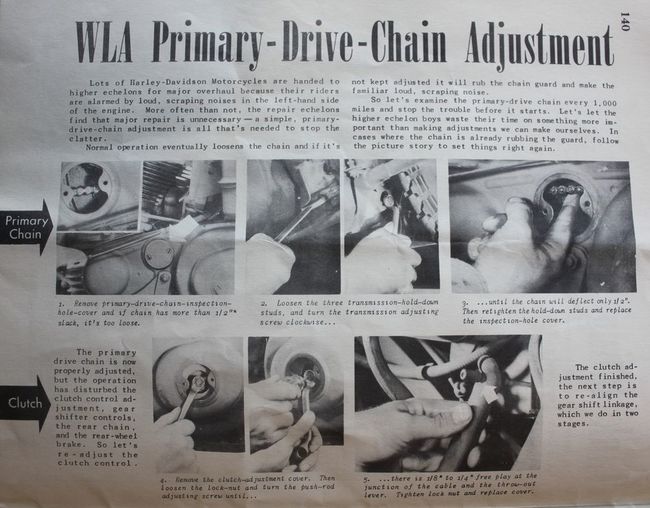 140
WLA Primary-Drive-Chain Adjustment
Lots of Harley-Davidson Motorcycles are handed to
higher echelons for major overhaul because their riders
are alarmed by loud, scraping noises in the left-hand side
of the engine. More often than not, the repair echelons
find that major repair is unnecessary — a simple, primary-
drive-chain adjustment is all that's needed to stop the
clatter.
Normal operation eventually loosens the chain and if it's
not kept adjusted it will rub the chain guard and make the
familiar loud, scraping noise.
So let's examine the primary-drive chain every 1,000
miles and stop the trouble before it starts. Let's let the
higher echelon boys waste their time on something more im-
portant than making adjustments we can make ourselves. In
cases where the chain is already rubbing the guard, follow
the picture story to set things right again.
Primary
Chain
1. Remove primary-drive-chain-inspection-
hole-cover and if chain has more than 1/2"
slack, it's too loose.
2. Loosen the three transmission-hold-down
studs, and turn the transmission adjusting
screw clockwise...
3. ...until the chain will deflect only 1/2".
Then retighten the hold-down studs and replace
the inspection-hole cover.
The primary
drive chain is now
properly adjusted,
but the operation
has disturbed the
clutch control ad-
justment, gear
shifter controls,
the rear chain,
and the rear-wheel
brake. So let's
re-adjust the
clutch control.
Clutch
4. Remove the clutch-adjustment cover. Then
loosen the lock-nut and turn the push-rod
adjusting screw until...
5. ...there is 1/8" to 1/4" free play at the
junction of the cable and the throw-out
lever. Tighten lock nut and replace cover.
The clutch ad-
justment finished,
the next step is
to re-align the
gear shift linkage,
which we do in two
stages.